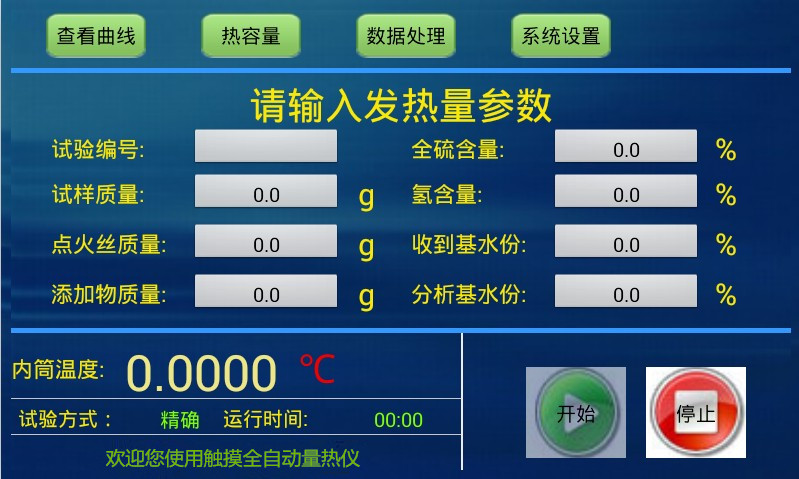 查看曲线 热容量 数据处理 系统设置
请输入发热量参数
试验编号: 全硫含量: 0.0 %
试样质量: 0.0 g 氢含量: 0.0 %
点火丝质量: 0.0 g 收到基水份: 0.0 %
添加物质量: 0.0 g 分析基水份: 0.0 %
内筒温度: 0.0000 ℃
试验方式： 精确 运行时间: 00:00
欢迎您使用触摸全自动量热仪
开始 停止